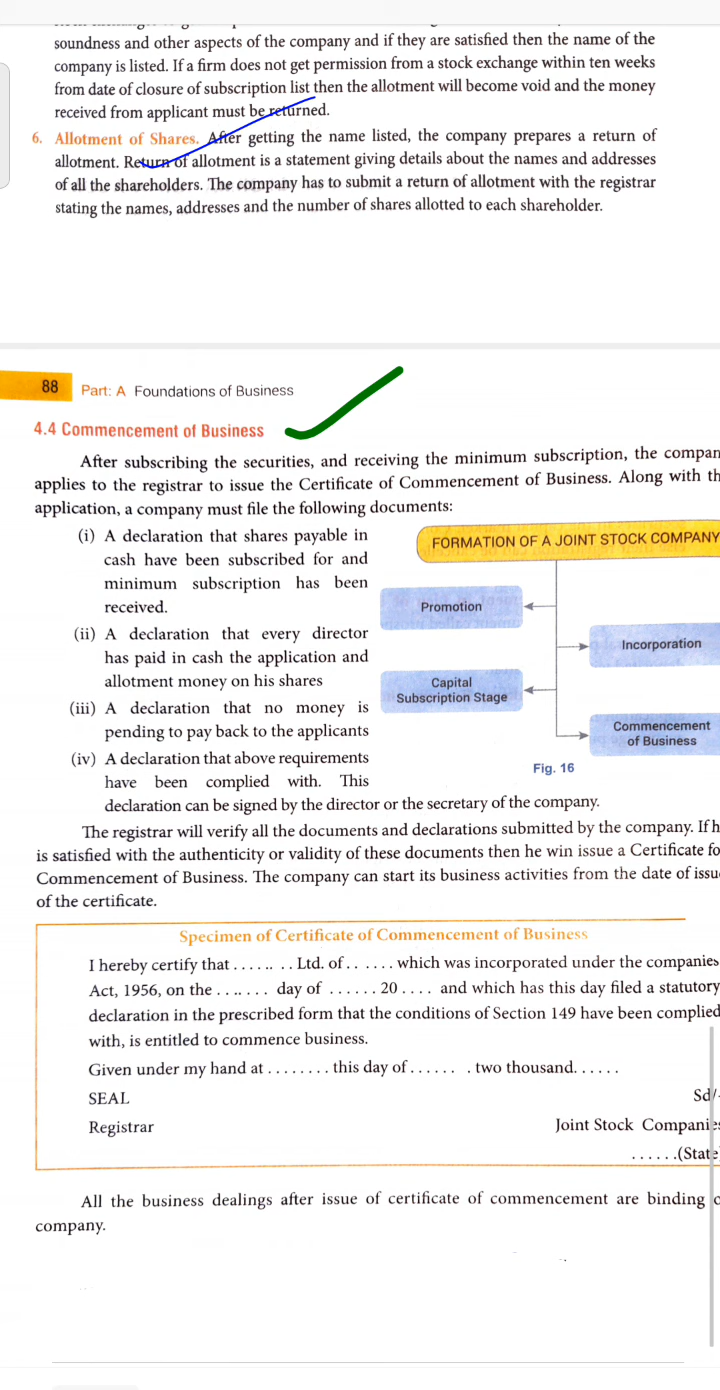 soundness and other aspects of the company and if they are satisfied then the name of the
company is listed. If a firm does not get permission from a stock exchange within ten weeks
from date of closure of subscription list then the allotment will become void and the money
received from applicant must be returned.
6. Allotment of Shares. After getting the name listed, the company prepares a return of
allotment. Return of allotment is a statement giving details about the names and addresses
of all the shareholders. The company has to submit a return of allotment with the registrar
stating the names, addresses and the number of shares allotted to each shareholder.
88 Part: A Foundations of Business
4.4 Commencement of Business
After subscribing the securities, and receiving the minimum subscription, the compan
applies to the registrar to issue the Certificate of Commencement of Business. Along with th
application, a company must file the following documents:
(i) A declaration that shares payable in
cash have been subscribed for and
minimum subscription has been
received.
(ii) A declaration that every director
has paid in cash the application and
allotment money on his shares
(iii) A declaration that no money is
pending to pay back to the applicants
(iv) A declaration that above requirements
have been complied with. This
declaration can be signed by the director or the secretary of the company.
FORMATION OF A JOINT STOCK COMPANY
Promotion
Incorporation
Capital
Subscription Stage
Commencement
of Business
Fig. 16
The registrar will verify all the documents and declarations submitted by the company. If h
is satisfied with the authenticity or validity of these documents then he win issue a Certificate fo
Commencement of Business. The company can start its business activities from the date of issu
of the certificate.
Specimen of Certificate of Commencement of Business
I hereby certify that . . . . . . . . Ltd. of . . . . . . . which was incorporated under the companies
Act, 1956, on the . . . . . . . day of . . . . . . 20 . . . . and which has this day filed a statutory
declaration in the prescribed form that the conditions of Section 149 have been complied
with, is entitled to commence business.
Given under my hand at . . . . . . . . this day of . . . . . . . two thousand. . . . . .
SEAL Sd/-
Registrar Joint Stock Companies
. . . . . .(State)
All the business dealings after issue of certificate of commencement are binding o
company.